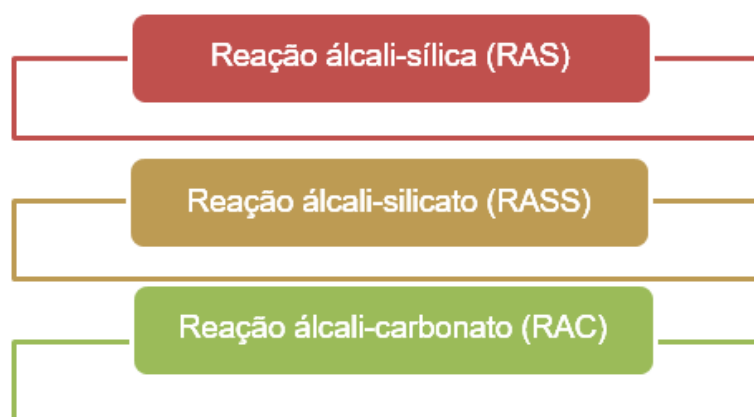 Reação álcali-sílica (RAS)
Reação álcali-silicato (RASS)
Reação álcali-carbonato (RAC)